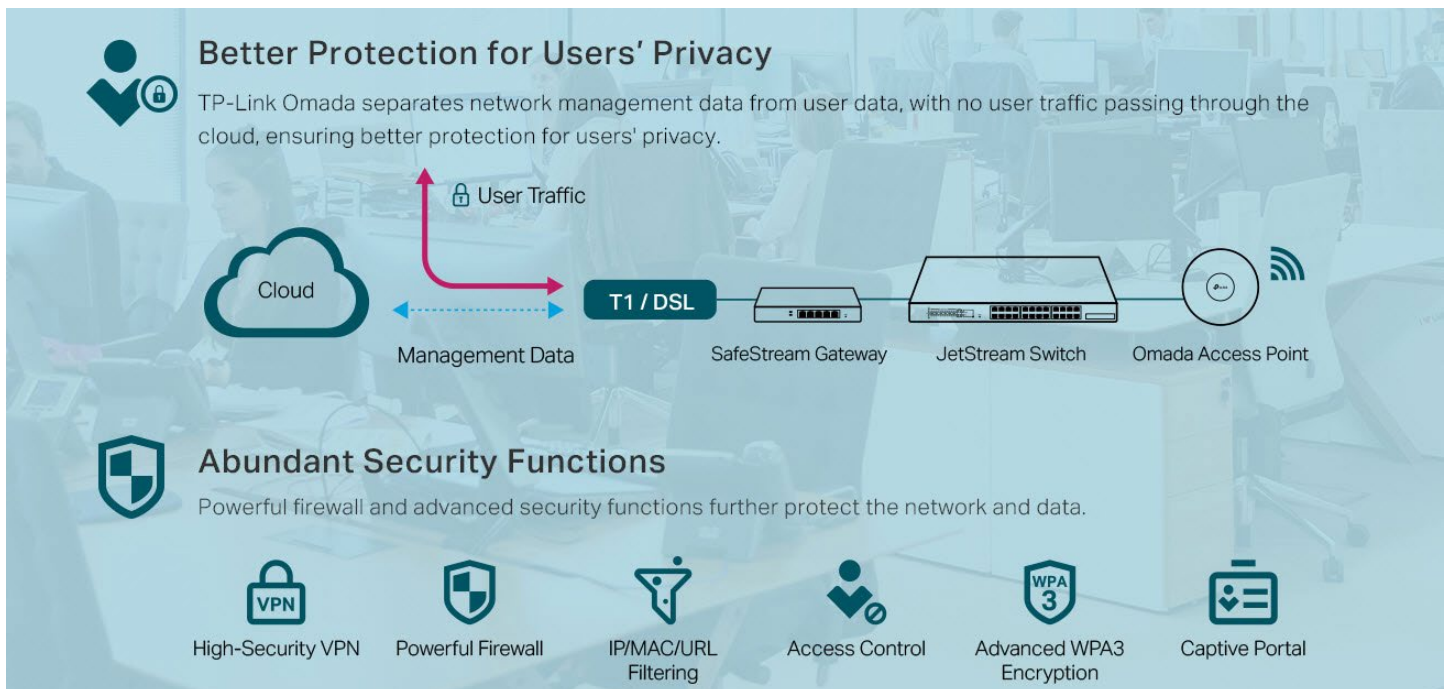 Better Protection for Users' Privacy
TP-Link Omada separates network management data from user data, with no user traffic passing through the
cloud, ensuring better protection for users' privacy.
User Traffic
Cloud
T1 / DSL
Management Data
SafeStream Gateway
JetStream Switch
Omada Access Point
Abundant Security Functions
Powerful firewall and advanced security functions further protect the network and data.
VPN
WPA
3
High-Security VPN
Powerful Firewall
IP/MAC/URL
Filtering
Access Control
Advanced WPA3
Encryption
Captive Portal